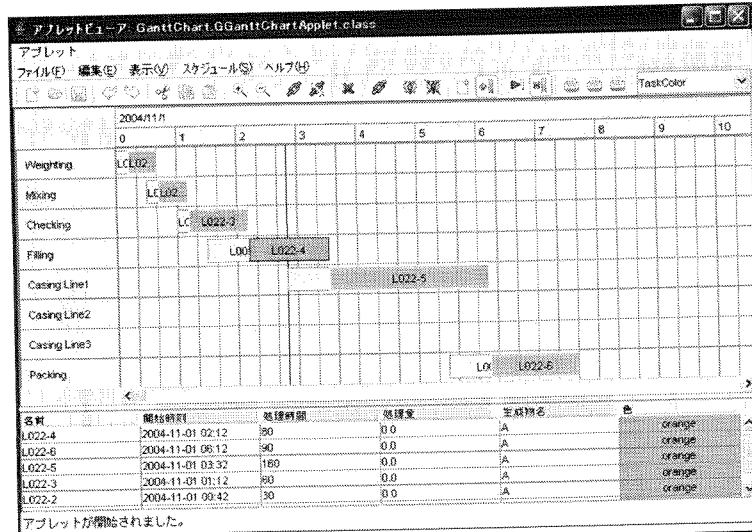 アプレットビューア: GanttChart.GGanttChartApplet.class
アプレット
ファイル(F) 編集(E) 表示(V) スケジュール(S) ヘルプ(H)
TaskColor
2004/11/1
0 1 2 3 4 5 6 7 8 9 10
Weighting LCL02
Mixing LCL02
Checking LC L022-3
Filling L00 L022-4
Casing Line1 L022-5
Casing Line2
Casing Line3
Packing L0 L022-6
名前 開始時刻 処理時間 処理量 生成物名 色
L022-4 2004-11-01 02:12 80 0.0 A orange
L022-6 2004-11-01 06:12 90 0.0 A orange
L022-5 2004-11-01 03:32 160 0.0 A orange
L022-3 2004-11-01 01:12 60 0.0 A orange
L022-2 2004-11-01 00:42 30 0.0 A orange
アプレットが開始されました。